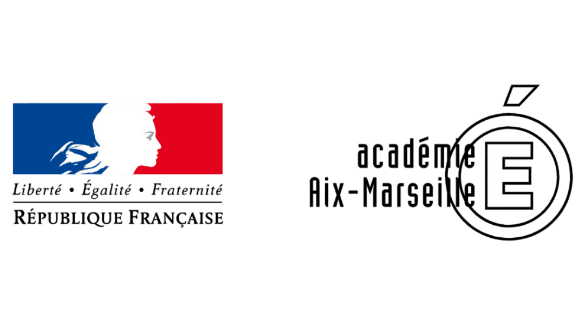 Liberté • Égalité • Fraternité
RÉPUBLIQUE FRANÇAISE
académie
Aix-Marseille
É